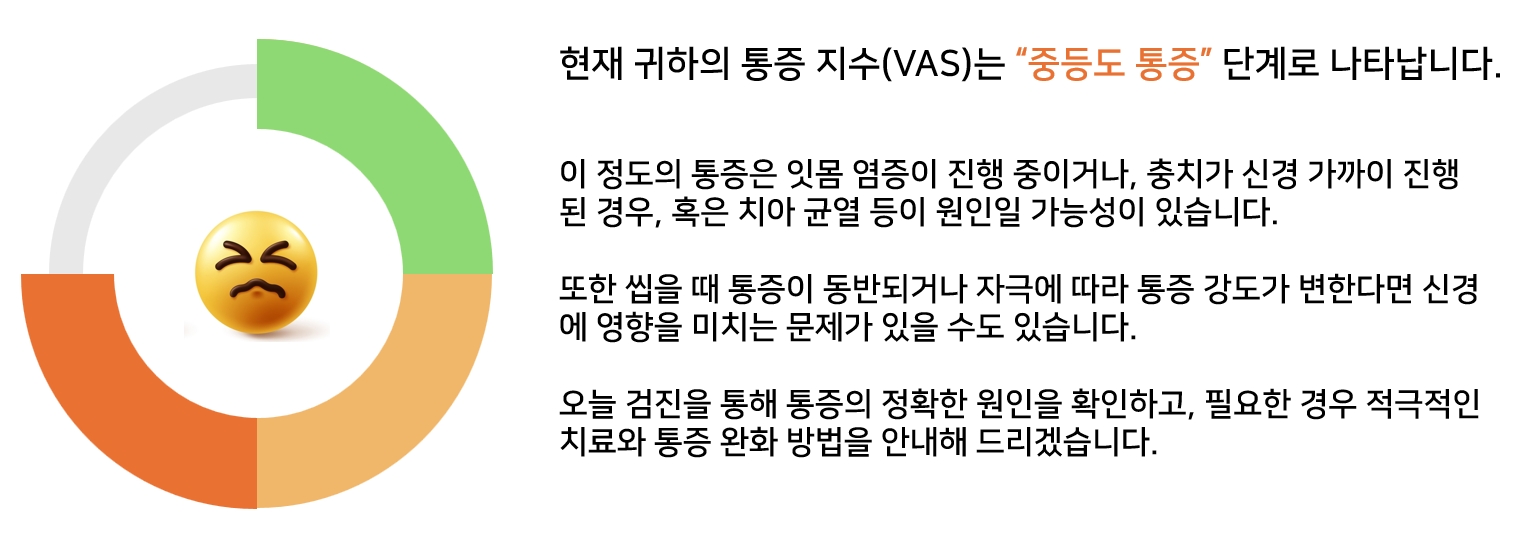 현재 귀하의 통증 지수(VAS)는 “중등도 통증” 단계로 나타납니다.
이 정도의 통증은 잇몸 염증이 진행 중이거나, 충치가 신경 가까이 진행
된 경우, 혹은 치아 균열 등이 원인일 가능성이 있습니다.
또한 씹을 때 통증이 동반되거나 자극에 따라 통증 강도가 변한다면 신경
에 영향을 미치는 문제가 있을 수도 있습니다.
오늘 검진을 통해 통증의 정확한 원인을 확인하고, 필요한 경우 적극적인
치료와 통증 완화 방법을 안내해 드리겠습니다.